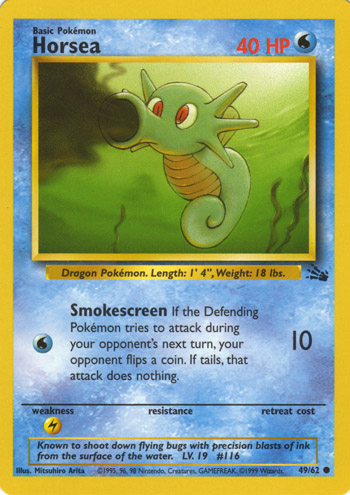 Basic Pokémon
Horsea
40 HP
Dragon Pokémon. Length: 1' 4", Weight: 18 lbs.
Smokescreen If the Defending
Pokémon tries to attack during
your opponent's next turn, your
opponent flips a coin. If tails, that
attack does nothing.
10
weakness resistance retreat cost
Known to shoot down flying bugs with precision blasts of ink
from the surface of the water. LV. 19 #116
Illus. Mitsuhiro Arita ©1995, 96, 98 Nintendo, Creatures, GAMEFREAK. ©1999 Wizards. 49/62